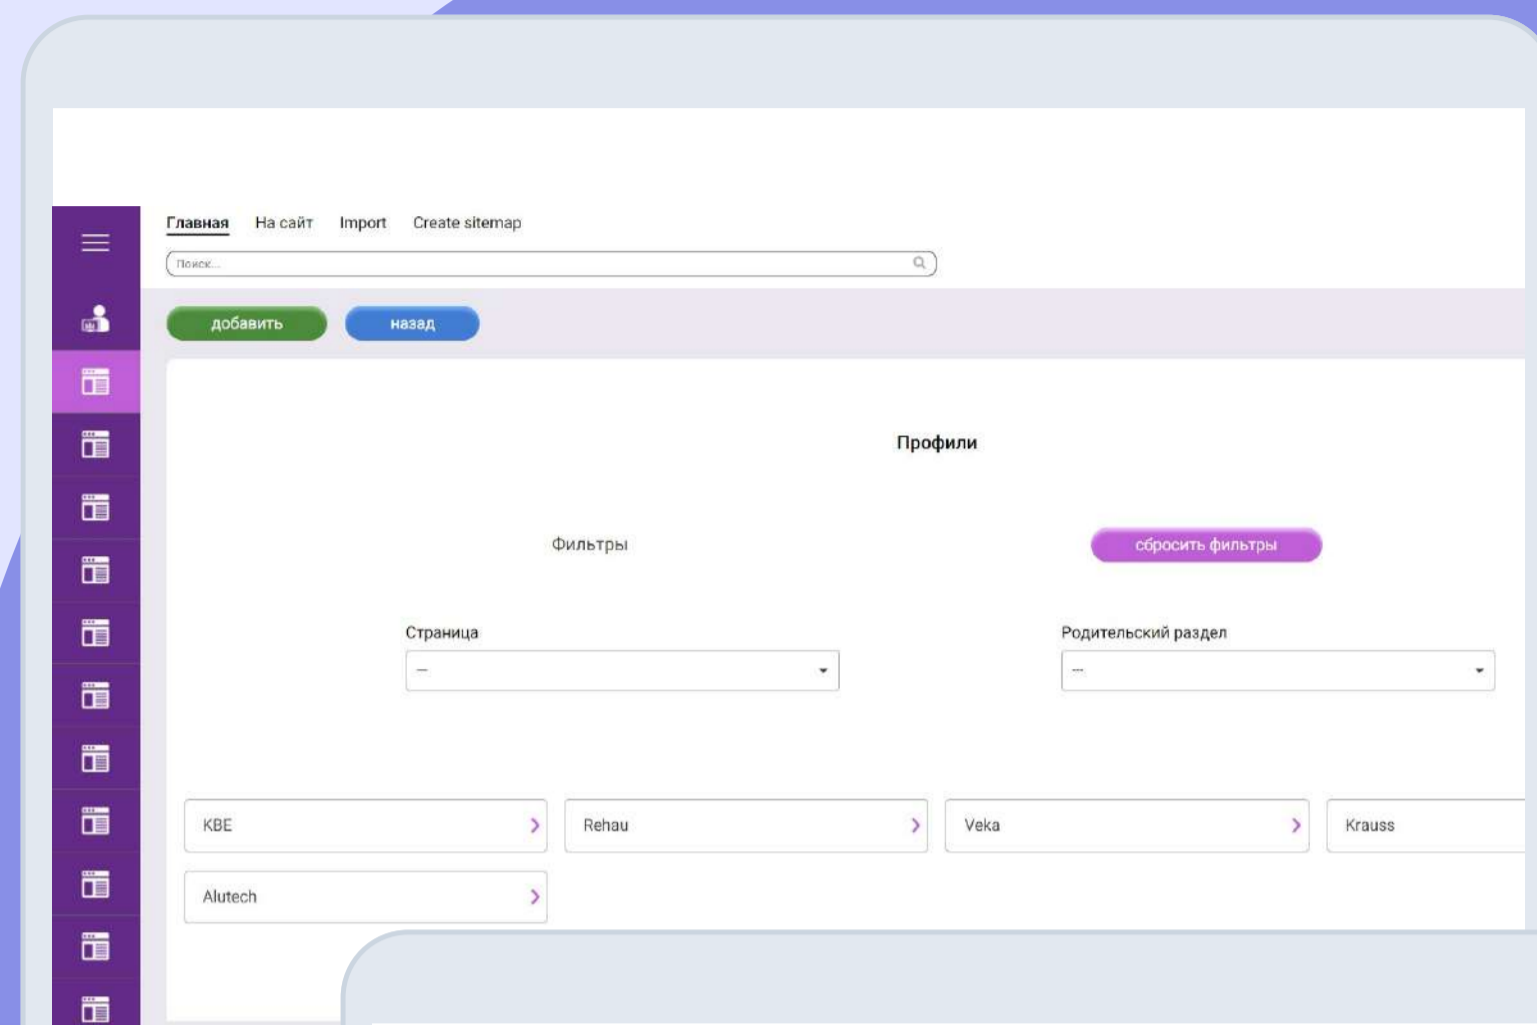 Главная На сайт Import Create sitemap
Поиск...
добавить назад
Профили
Фильтры сбросить фильтры
Страница Родительский раздел
--- ---
KBE Rehau Veka Krauss
Alutech